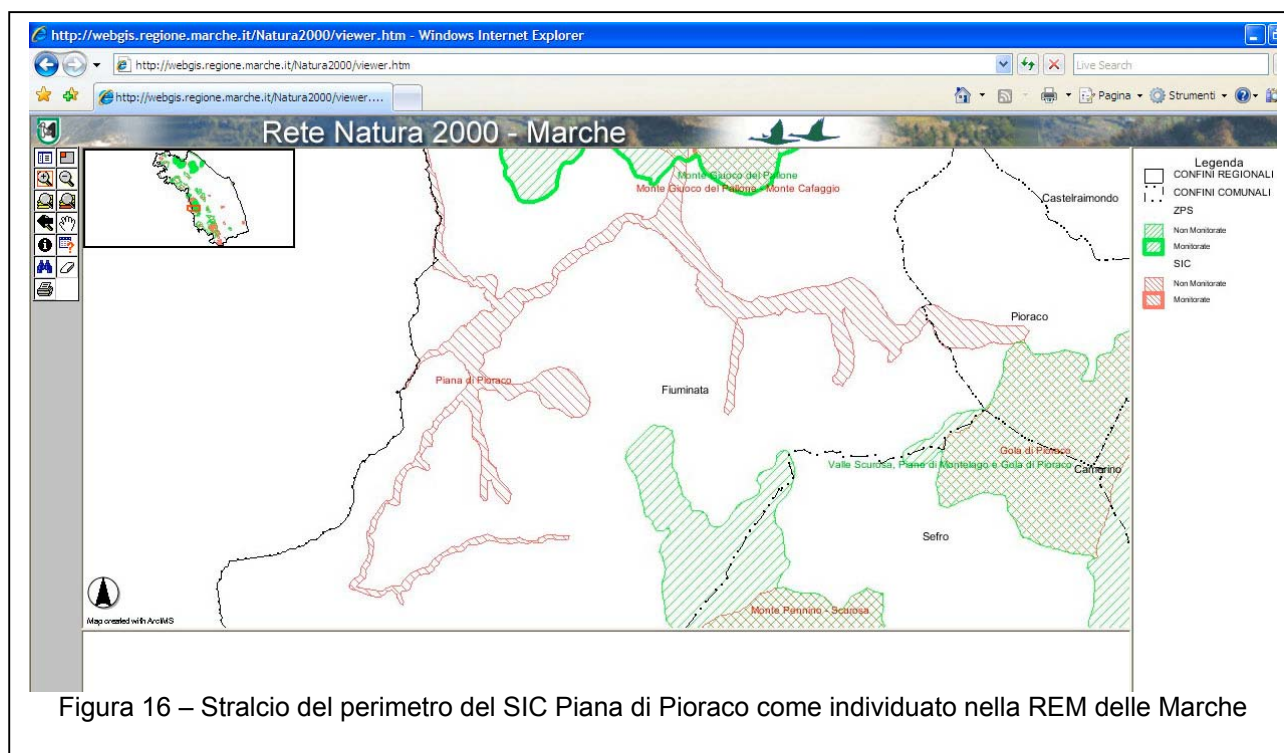 http://webgis.regione.marche.it/Natura2000/viewer.htm - Windows Internet Explorer
http://webgis.regione.marche.it/Natura2000/viewer.htm
Live Search
http://webgis.regione.marche.it/Natura2000/viewer....
Pagina
Strumenti
Rete Natura 2000 - Marche
Legenda
CONFINI REGIONALI
CONFINI COMUNALI
ZPS
Non Monitorate
Monitorate
SIC
Non Monitorate
Monitorate
Monte Giuoco del Pallone
Monte Giuoco del Pallone - Monte Cafaggio
Castelraimondo
Pioraco
Piana di Pioraco
Fiuminata
Gola di Pioraco
Valle Scurosa, Piano di Montelago e Gola di Pioraco
Camerino
Sefro
Monte Pennino - Scurosa
Map created with ArcIMS
Figura 16 – Stralcio del perimetro del SIC Piana di Pioraco come individuato nella REM delle Marche